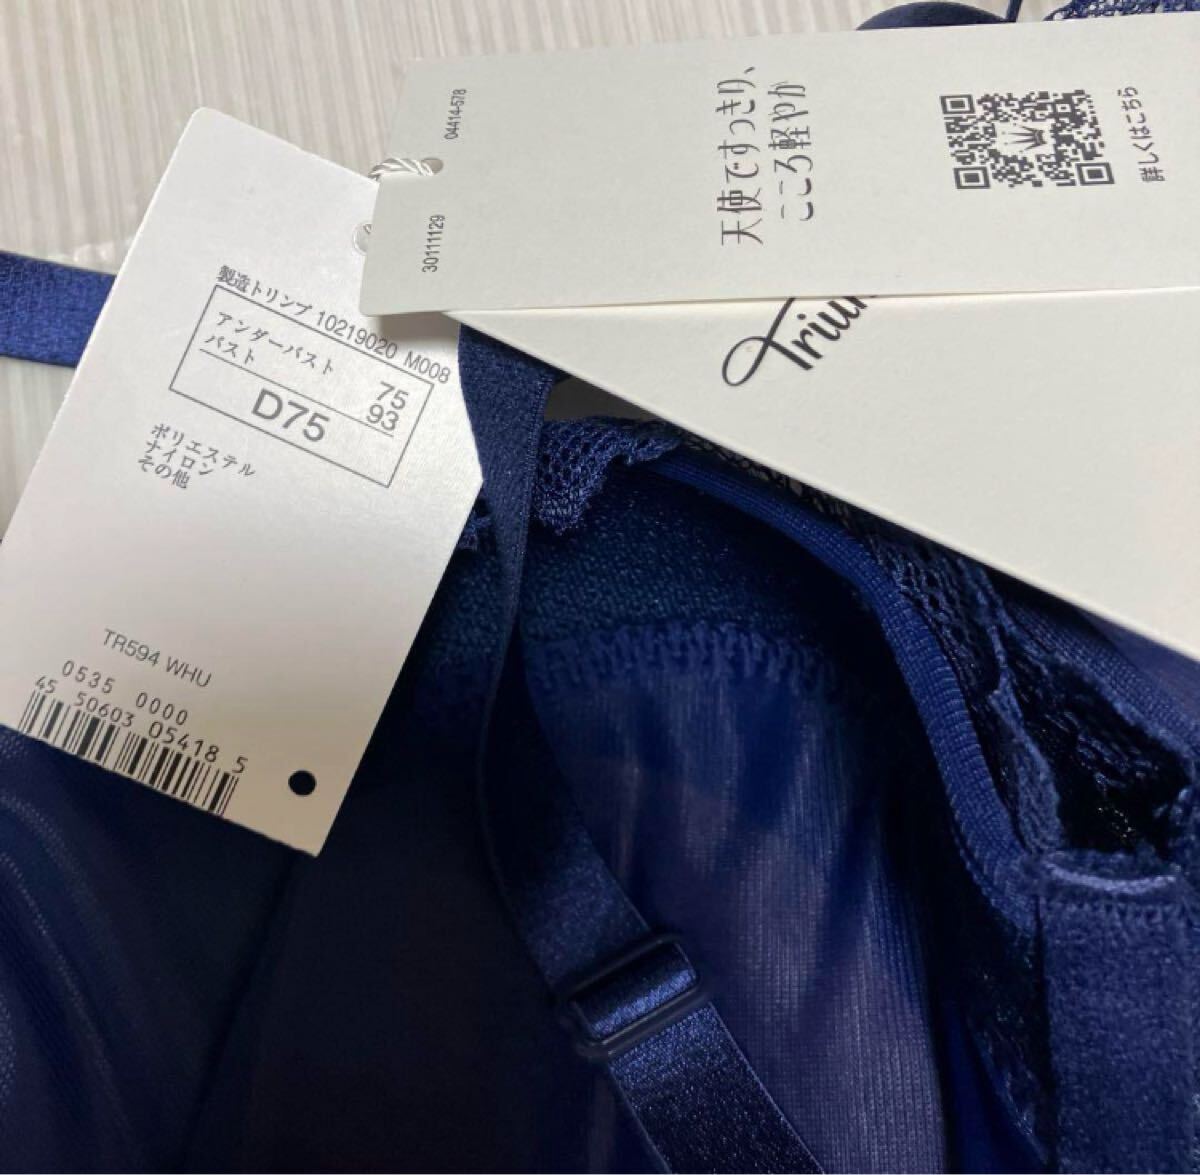 04414-578
30111129
天使ですっきり、
こころ軽やか
詳しくはこちら
製造トリンプ 10219020 M008
アンダーバスト 75
バスト 93
D75
ポリエステル
ナイロン
その他
TR594 WHU
0535 0000
45 50603 05418 5